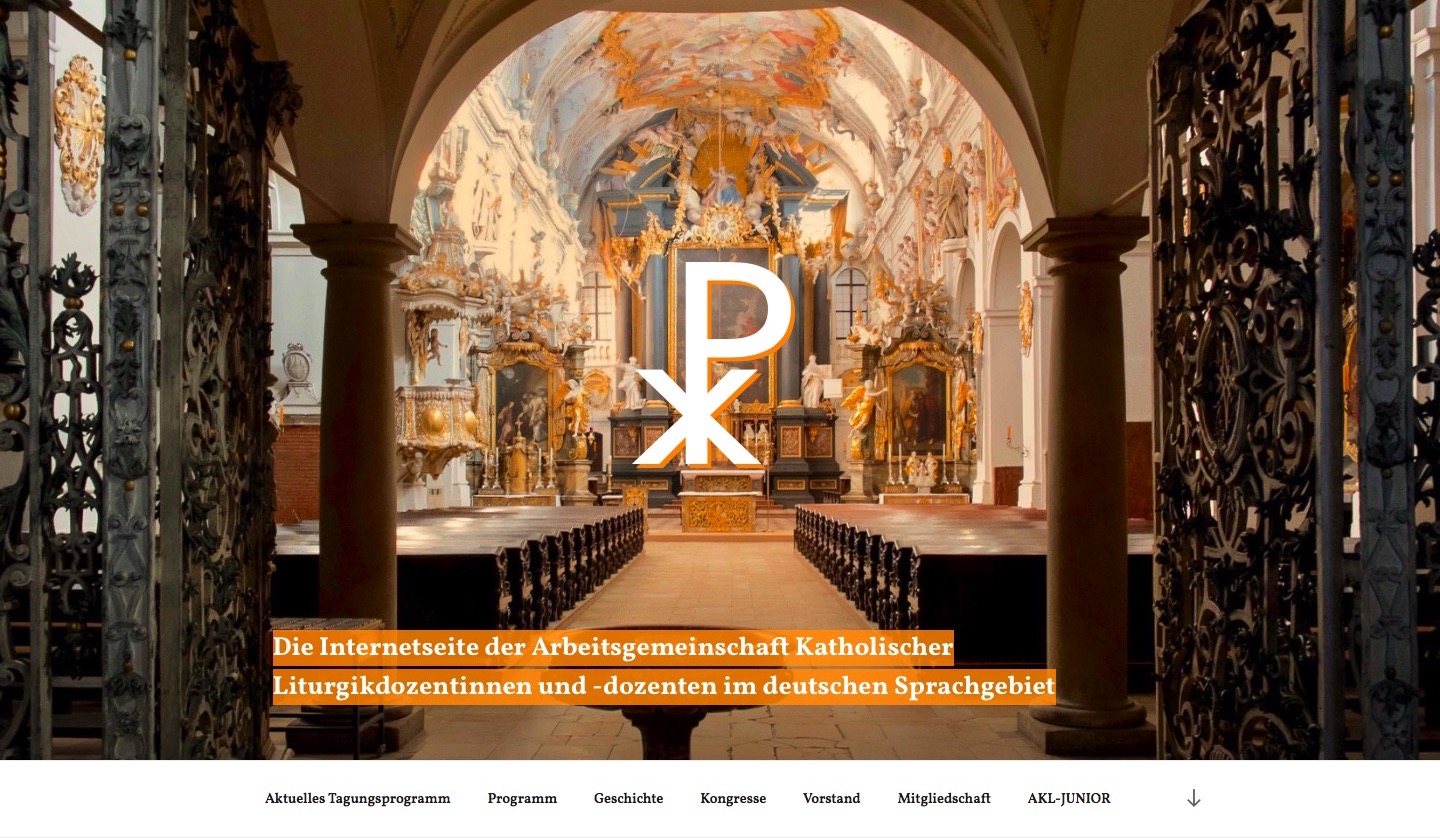 Die Internetseite der Arbeitsgemeinschaft Katholischer
Liturgikdozentinnen und -dozenten im deutschen Sprachgebiet
Aktuelles Tagungsprogramm Programm Geschichte Kongresse Vorstand Mitgliedschaft AKL-JUNIOR